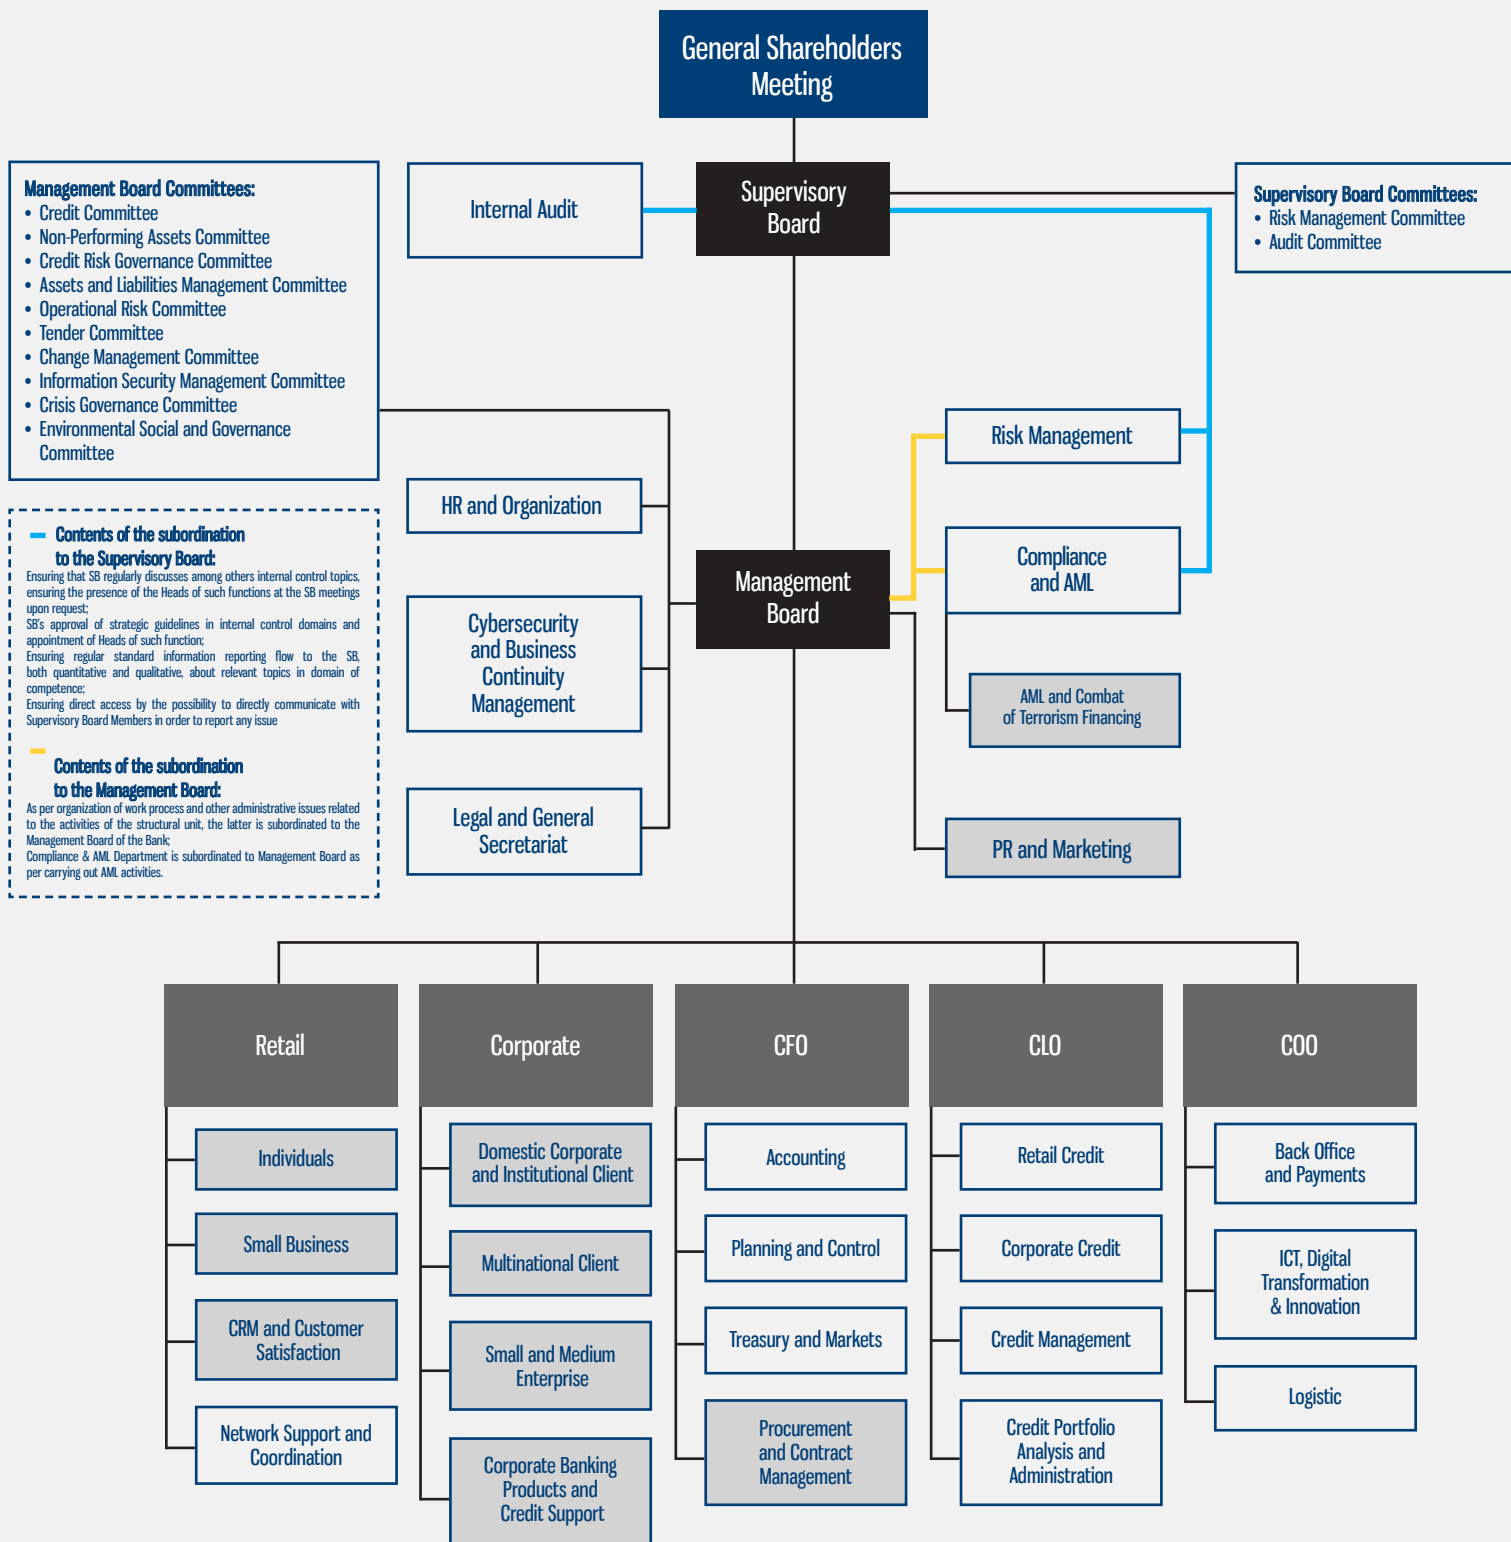 General Shareholders
Meeting
Management Board Committees:
• Credit Committee
• Non-Performing Assets Committee
• Credit Risk Governance Committee
• Assets and Liabilities Management Committee
• Operational Risk Committee
• Tender Committee
• Change Management Committee
• Information Security Management Committee
• Crisis Governance Committee
• Environmental Social and Governance
Committee
Internal Audit
Supervisory
Board
Supervisory Board Committees:
• Risk Management Committee
• Audit Committee
Risk Management
HR and Organization
Contents of the subordination
to the Supervisory Board:
Ensuring that SB regularly discusses among others internal control topics,
ensuring the presence of the Heads of such functions at the SB meetings
upon request;
SB's approval of strategic guidelines in internal control domains and
appointment of Heads of such function;
Ensuring regular standard information reporting flow to the SB,
both quantitative and qualitative, about relevant topics in domain of
competence;
Ensuring direct access by the possibility to directly communicate with
Supervisory Board Members in order to report any issue
Contents of the subordination
to the Management Board:
As per organization of work process and other administrative issues related
to the activities of the structural unit, the latter is subordinated to the
Management Board of the Bank;
Compliance & AML Department is subordinated to Management Board as
per carrying out AML activities.
Management
Board
Compliance
and AML
Cybersecurity
and Business
Continuity
Management
AML and Combat
of Terrorism Financing
Legal and General
Secretariat
PR and Marketing
Retail
Individuals
Small Business
CRM and Customer
Satisfaction
Network Support and
Coordination
Corporate
Domestic Corporate
and Institutional Client
Multinational Client
Small and Medium
Enterprise
Corporate Banking
Products and
Credit Support
CFO
Accounting
Planning and Control
Treasury and Markets
Procurement
and Contract
Management
CLO
Retail Credit
Corporate Credit
Credit Management
Credit Portfolio
Analysis and
Administration
COO
Back Office
and Payments
ICT, Digital
Transformation
& Innovation
Logistic